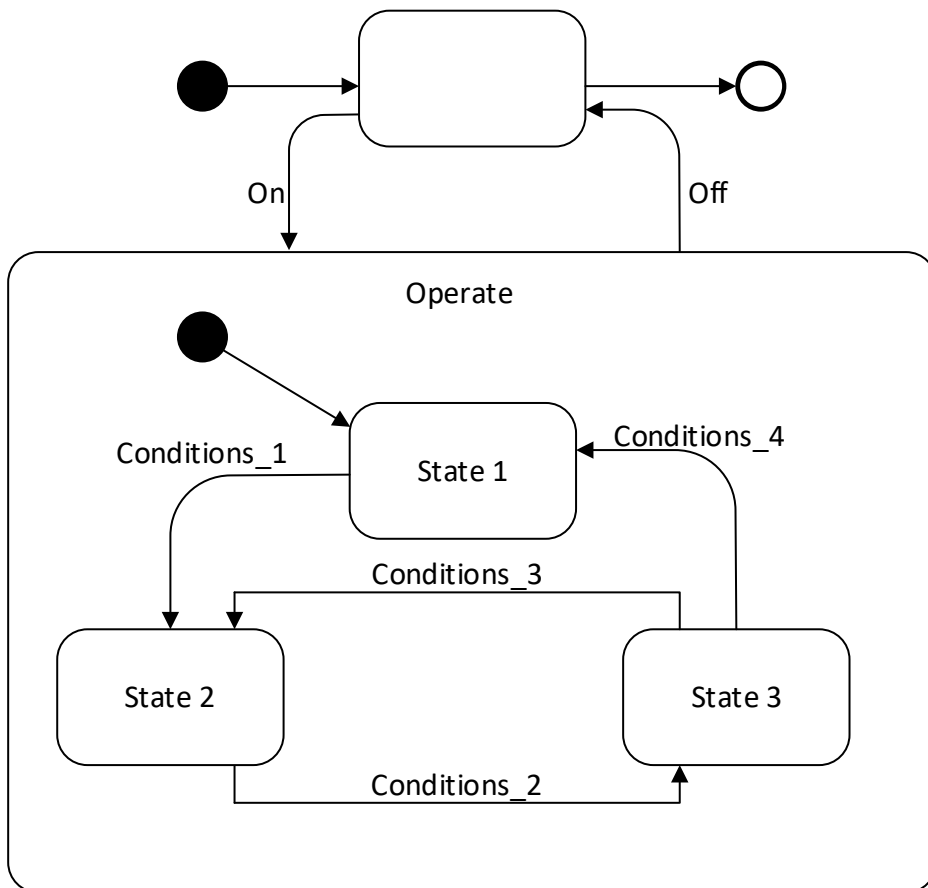 On
Off
Operate
Conditions_1
Conditions_4
State 1
Conditions_3
State 2
State 3
Conditions_2